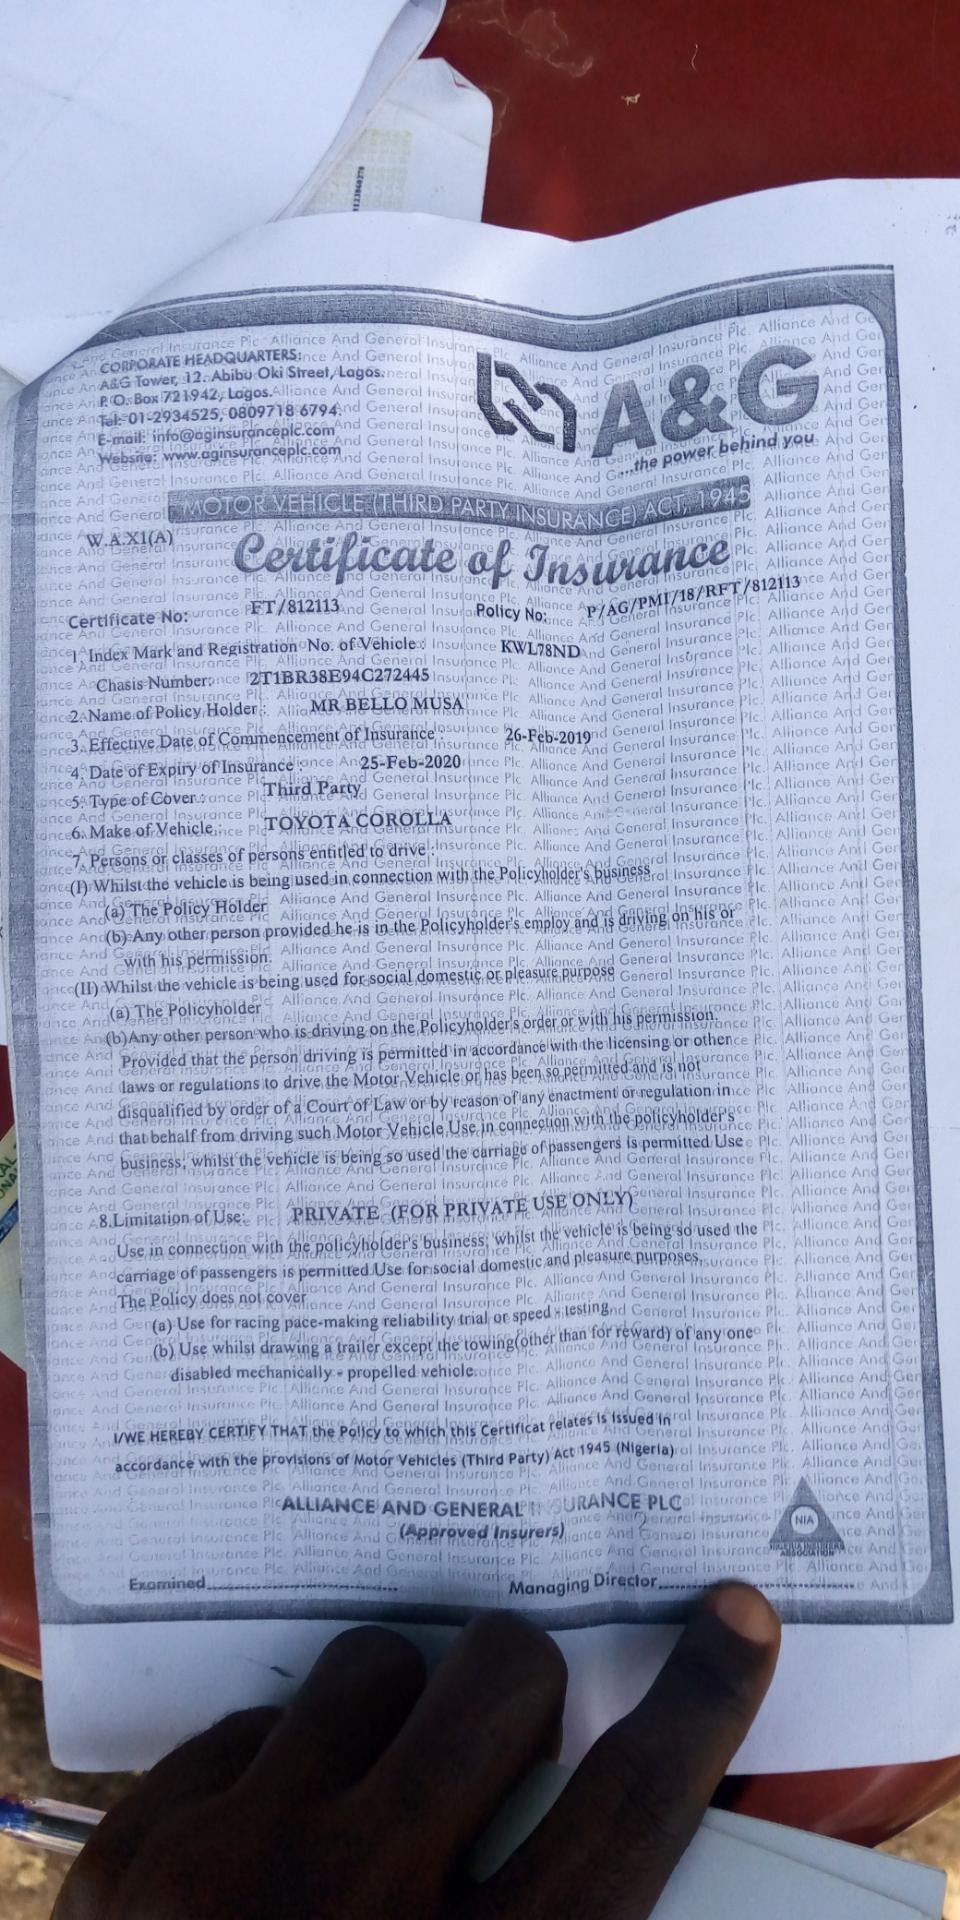 CORPORATE HEADQUARTERS:
A&G Tower, 12. Abibu Oki Street, Lagos.
P. O. Box 721942, Lagos.
Tel: 01-2934525, 0809718 6794.
E-mail: info@aginsuranceplc.com
Website: www.aginsuranceplc.com
A&G
...the power behind you
MOTOR VEHICLE (THIRD PARTY INSURANCE) ACT, 1945
W.A.X1(A)
Certificate of Insurance
Certificate No: FT/812113 Policy No: P/AG/PMI/18/RFT/812113
1. Index Mark and Registration No. of Vehicle : KWL78ND
Chasis Number: 2T1BR38E94C272445
2. Name of Policy Holder : MR BELLO MUSA
3. Effective Date of Commencement of Insurance : 26-Feb-2019
4. Date of Expiry of Insurance : 25-Feb-2020
5. Type of Cover : Third Party
6. Make of Vehicle : TOYOTA COROLLA
7. Persons or classes of persons entitled to drive :
(I) Whilst the vehicle is being used in connection with the Policyholder's business
(a) The Policy Holder
(b) Any other person provided he is in the Policyholder's employ and is driving on his or
with his permission.
(II) Whilst the vehicle is being used for social domestic or pleasure purpose
(a) The Policyholder
(b)Any other person who is driving on the Policyholder's order or with his permission.
Provided that the person driving is permitted in accordance with the licensing or other
laws or regulations to drive the Motor Vehicle or has been so permitted and is not
disqualified by order of a Court of Law or by reason of any enactment or regulation in
that behalf from driving such Motor Vehicle Use in connection with the policyholder's
business; whilst the vehicle is being so used the carriage of passengers is permitted Use
8.Limitation of Use: PRIVATE (FOR PRIVATE USE ONLY)
Use in connection with the policyholder's business; whilst the vehicle is being so used the
carriage of passengers is permitted Use for social domestic and pleasure purposes.
The Policy does not cover
(a) Use for racing pace-making reliability trial or speed - testing
(b) Use whilst drawing a trailer except the towing(other than for reward) of any one
disabled mechanically - propelled vehicle.
I/WE HEREBY CERTIFY THAT the Policy to which this Certificat relates is issued in
accordance with the provisions of Motor Vehicles (Third Party) Act 1945 (Nigeria)
ALLIANCE AND GENERAL INSURANCE PLC
(Approved Insurers)
NIA
NIGERIA INSURERS
ASSOCIATION
Examined
Managing Director